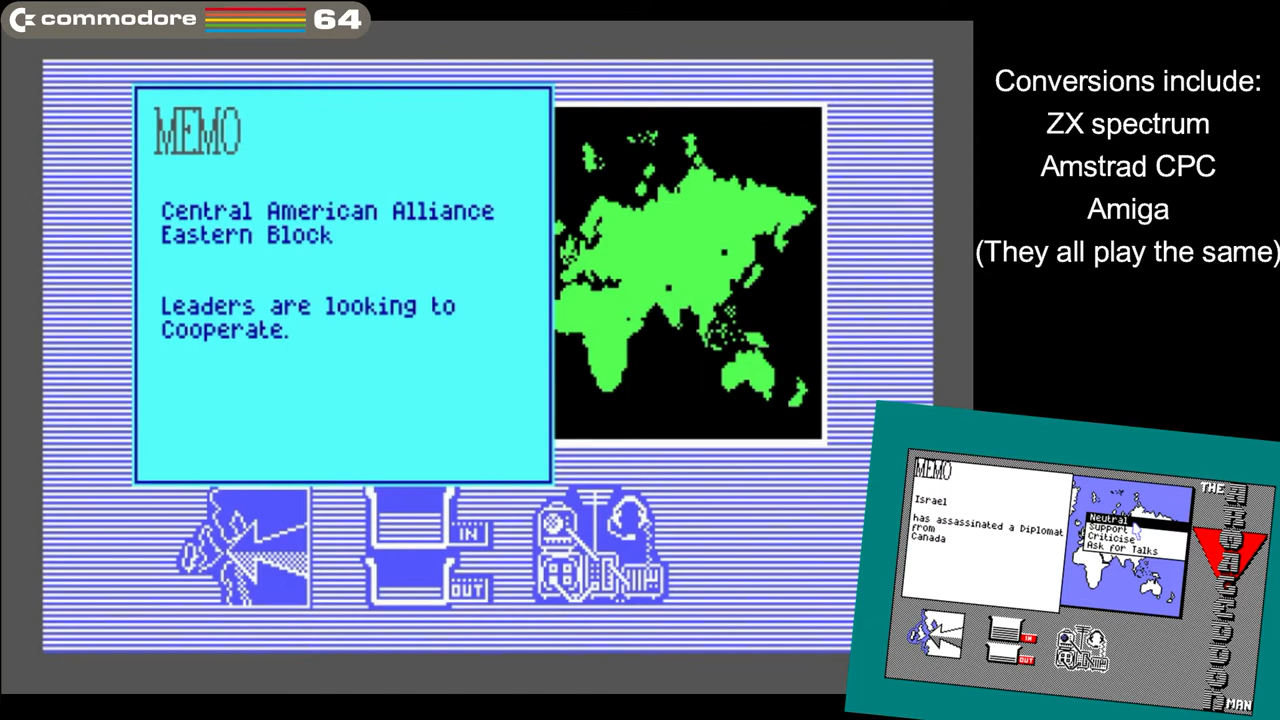 commodore 64
MEMO
Central American Alliance
Eastern Block
Leaders are looking to
Cooperate.
IN
OUT
Conversions include:
ZX spectrum
Amstrad CPC
Amiga
(They all play the same)
MEMO
Israel
has assassinated a Diplomat
from
Canada
Neutral
Support
Criticise
Ask for Talks
IN
OUT
THE
MAN